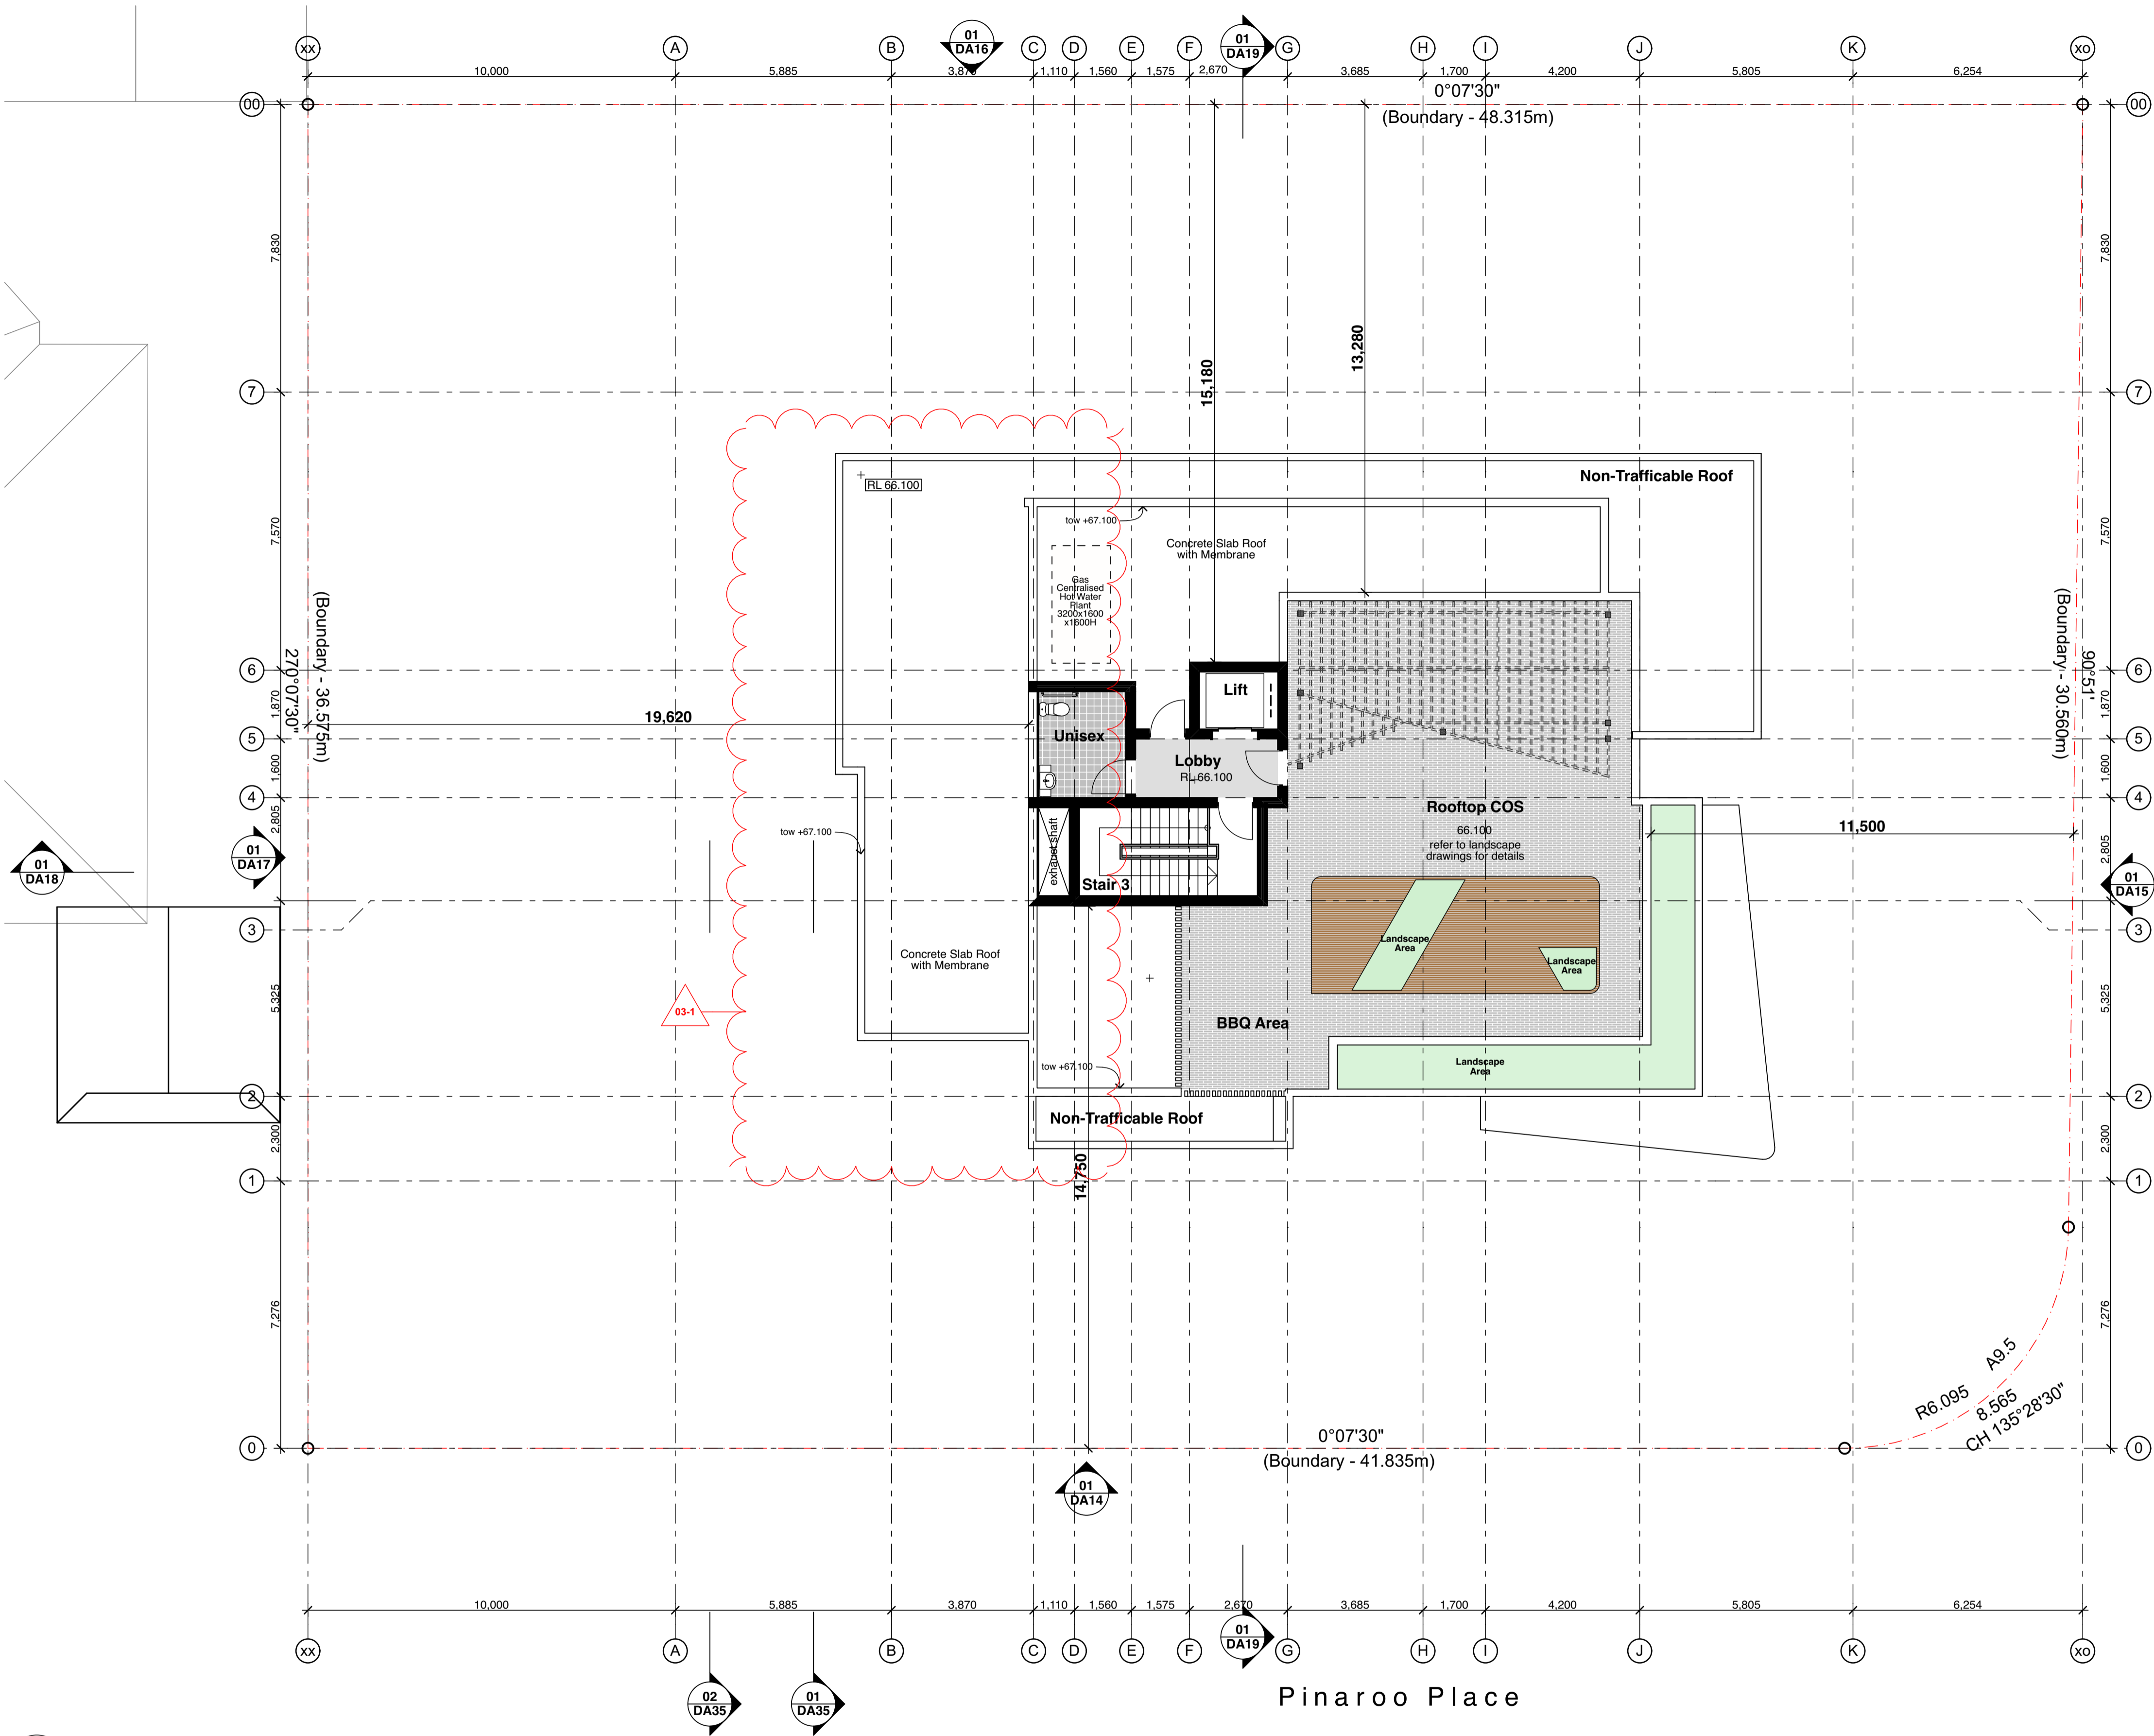 xx
A
B
01
DA16
C
D
E
F
01
DA19
G
H
I
J
K
xo
10,000
5,885
3,870
1,110
1,560
1,575
2,670
3,685
1,700
4,200
5,805
6,254
00
0°07'30"
(Boundary - 48.315m)
00
7,830
15,180
13,280
7,830
7
7
RL 66.100
Non-Trafficable Roof
tow +67.100
Concrete Slab Roof
with Membrane
7,570
7,570
Gas
Centralised
Hot Water
Plant
3200x1600
x1600H
(Boundary - 36.575m)
270°07'30"
(Boundary - 30.560m)
90°51'
6
6
1,870
19,620
Lift
1,870
5
Unisex
5
1,600
Lobby
RL 66.100
1,600
4
4
2,805
Rooftop COS
66.100
refer to landscape
drawings for details
11,500
2,805
tow +67.100
exhaust shaft
01
DA18
01
DA17
Stair 3
01
DA15
3
3
Landscape
Area
Landscape
Area
Concrete Slab Roof
with Membrane
5,325
5,325
03-1
BBQ Area
tow +67.100
Landscape
Area
2
2
Non-Trafficable Roof
2,300
2,300
14,750
1
1
7,276
7,276
A9.5
R6.095
8.565
CH 135°28'30"
0
0°07'30"
(Boundary - 41.835m)
0
01
DA14
10,000
5,885
3,870
1,110
1,560
1,575
2,670
3,685
1,700
4,200
5,805
6,254
xx
A
B
C
D
E
F
01
DA19
G
H
I
J
K
xo
02
DA35
01
DA35
Pinaroo Place